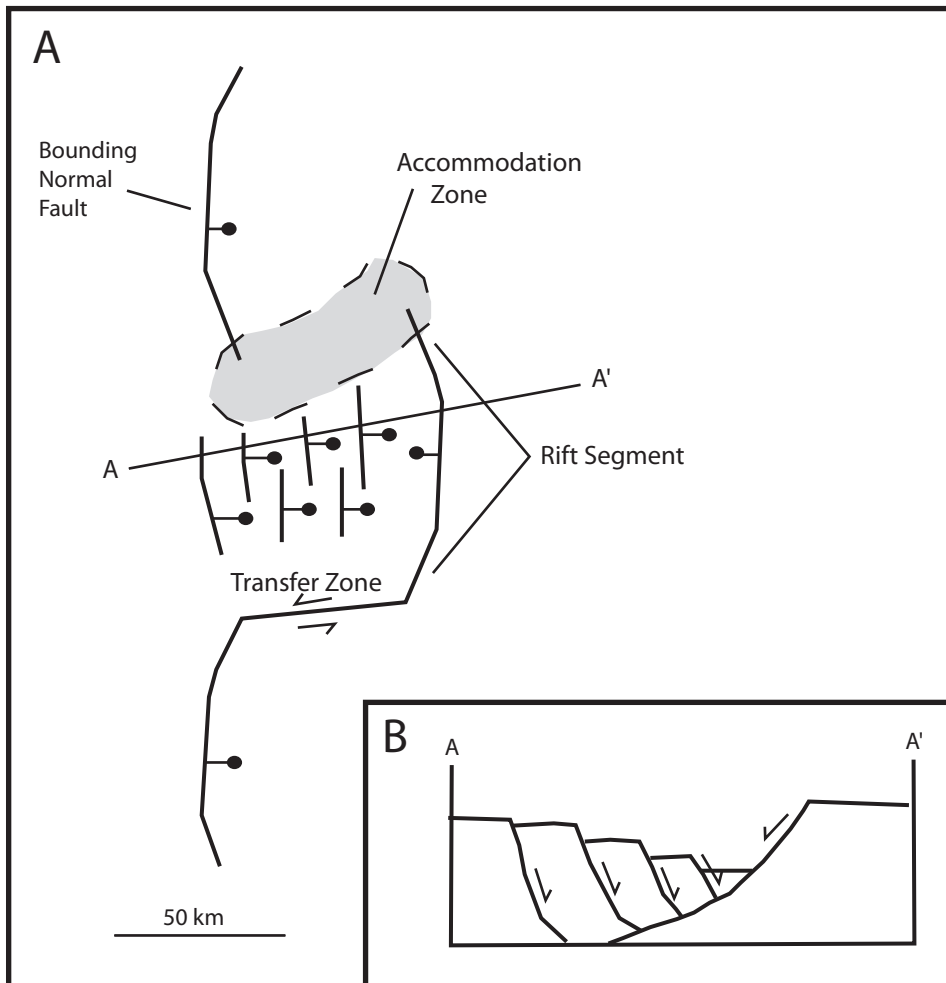 A
Bounding
Normal
Fault
Accommodation
Zone
A'
A
Rift Segment
Transfer Zone
50 km
B
A
A'